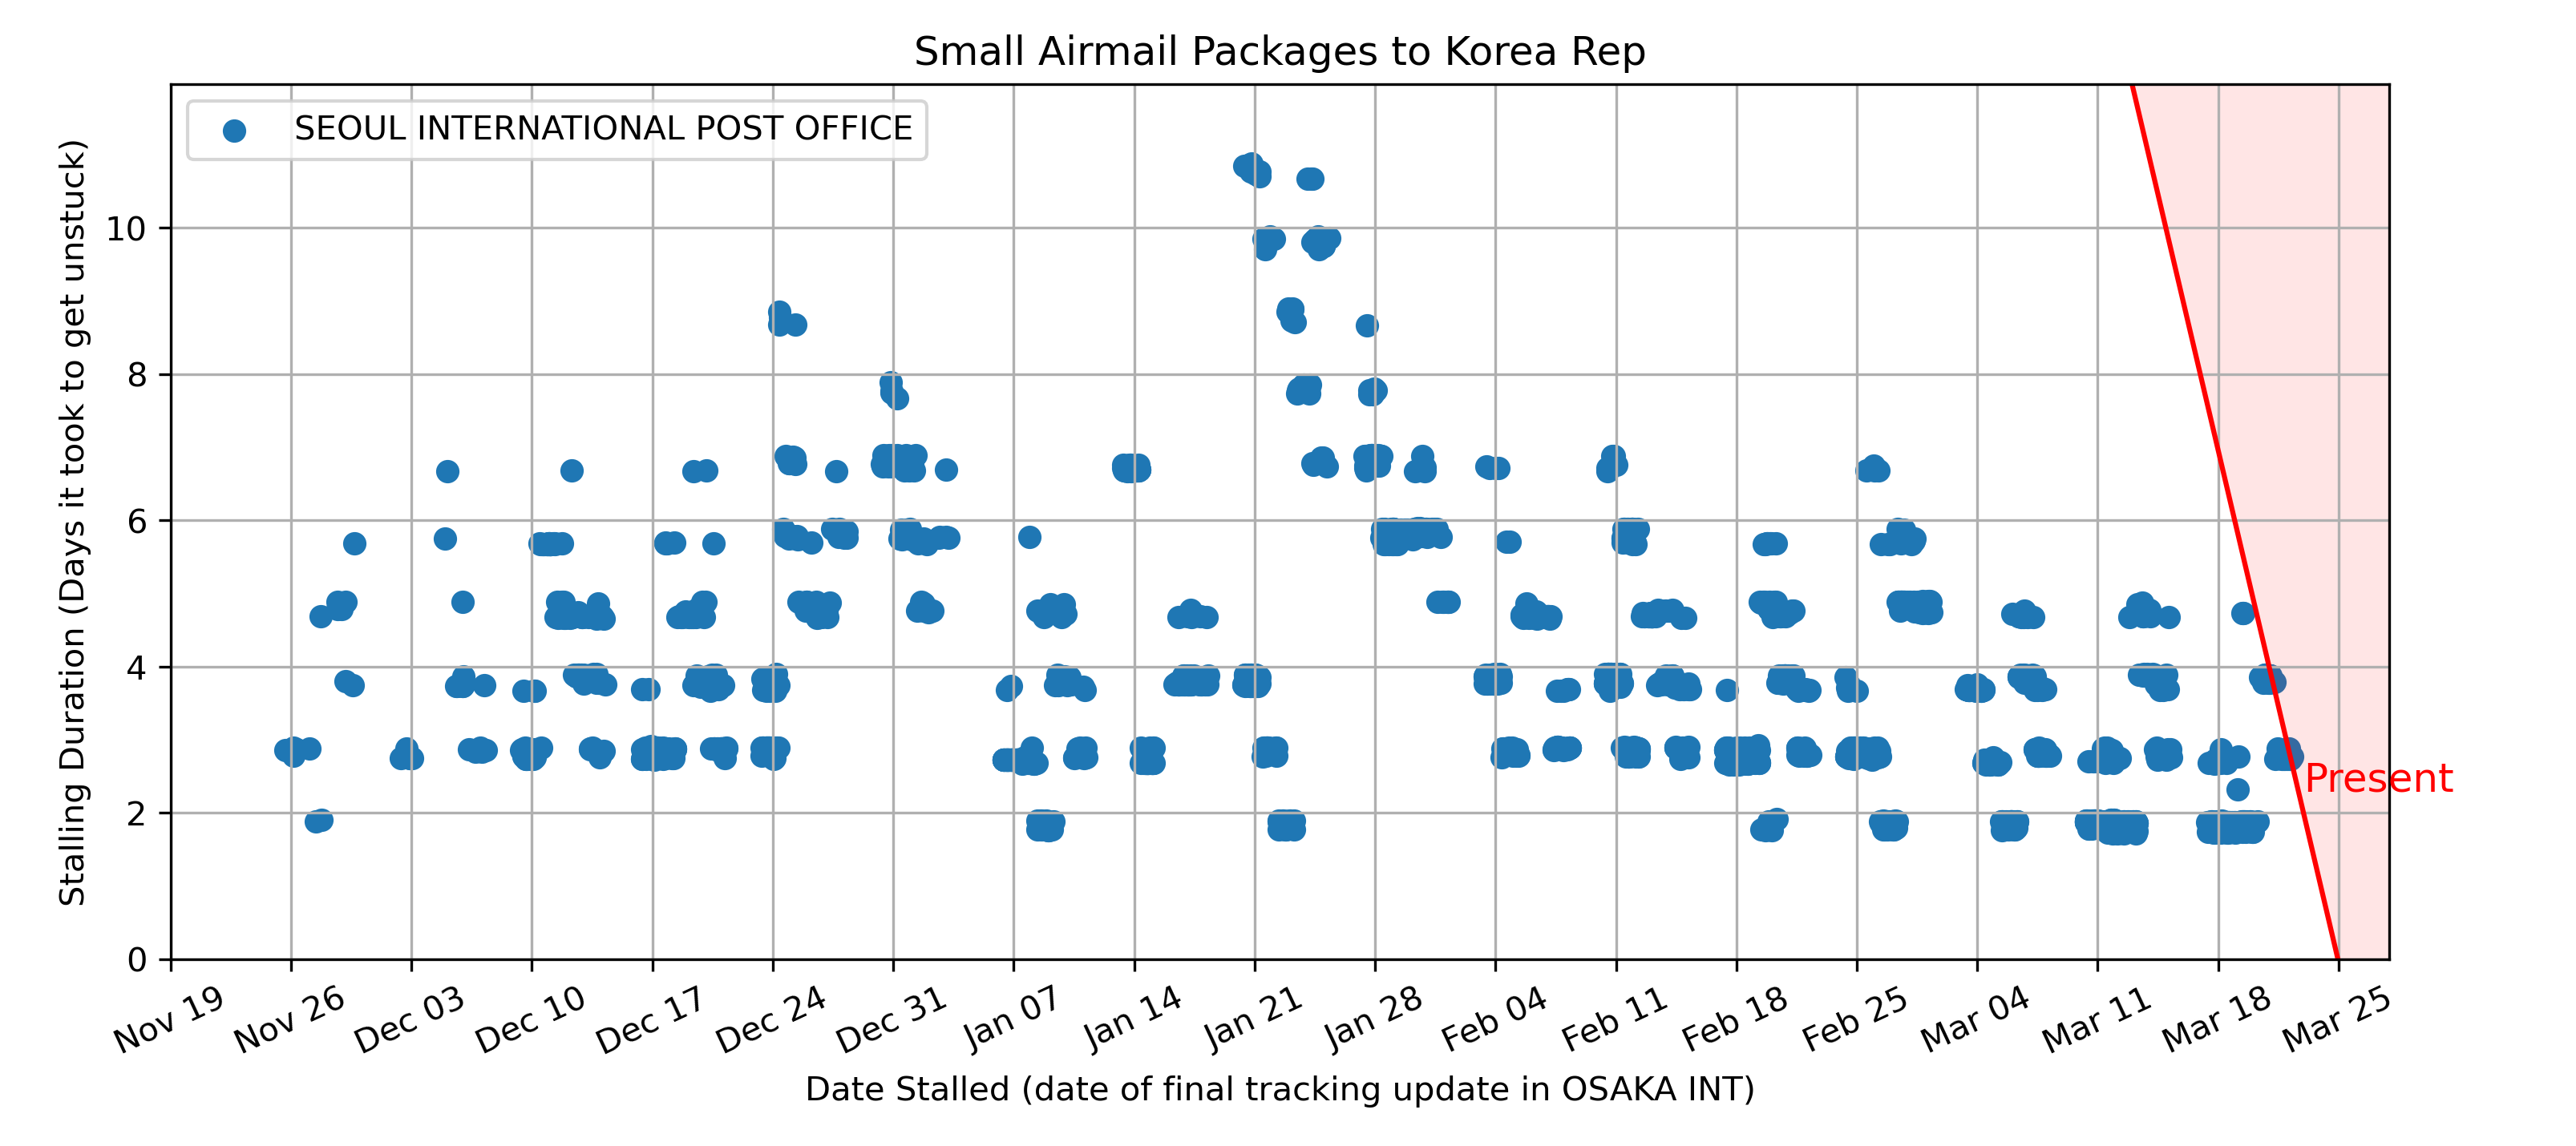 Small Airmail Packages to Korea Rep
SEOUL INTERNATIONAL POST OFFICE
Stalling Duration (Days it took to get unstuck)
10
8
6
4
2
0
Present
Nov 19
Nov 26
Dec 03
Dec 10
Dec 17
Dec 24
Dec 31
Jan 07
Jan 14
Jan 21
Jan 28
Feb 04
Feb 11
Feb 18
Feb 25
Mar 04
Mar 11
Mar 18
Mar 25
Date Stalled (date of final tracking update in OSAKA INT)